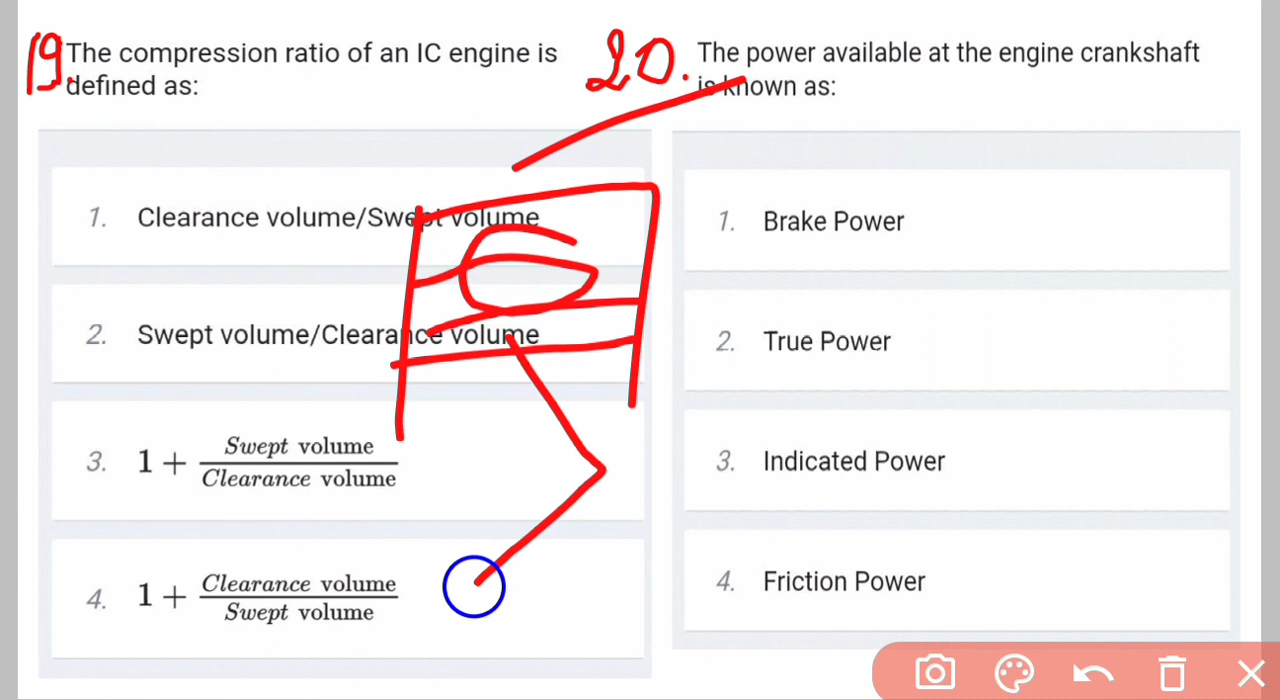 19. The compression ratio of an IC engine is
defined as:
1. Clearance volume/Swept volume
2. Swept volume/Clearance volume
3. 1 + Swept volume / Clearance volume
4. 1 + Clearance volume / Swept volume
20. The power available at the engine crankshaft
is known as:
1. Brake Power
2. True Power
3. Indicated Power
4. Friction Power